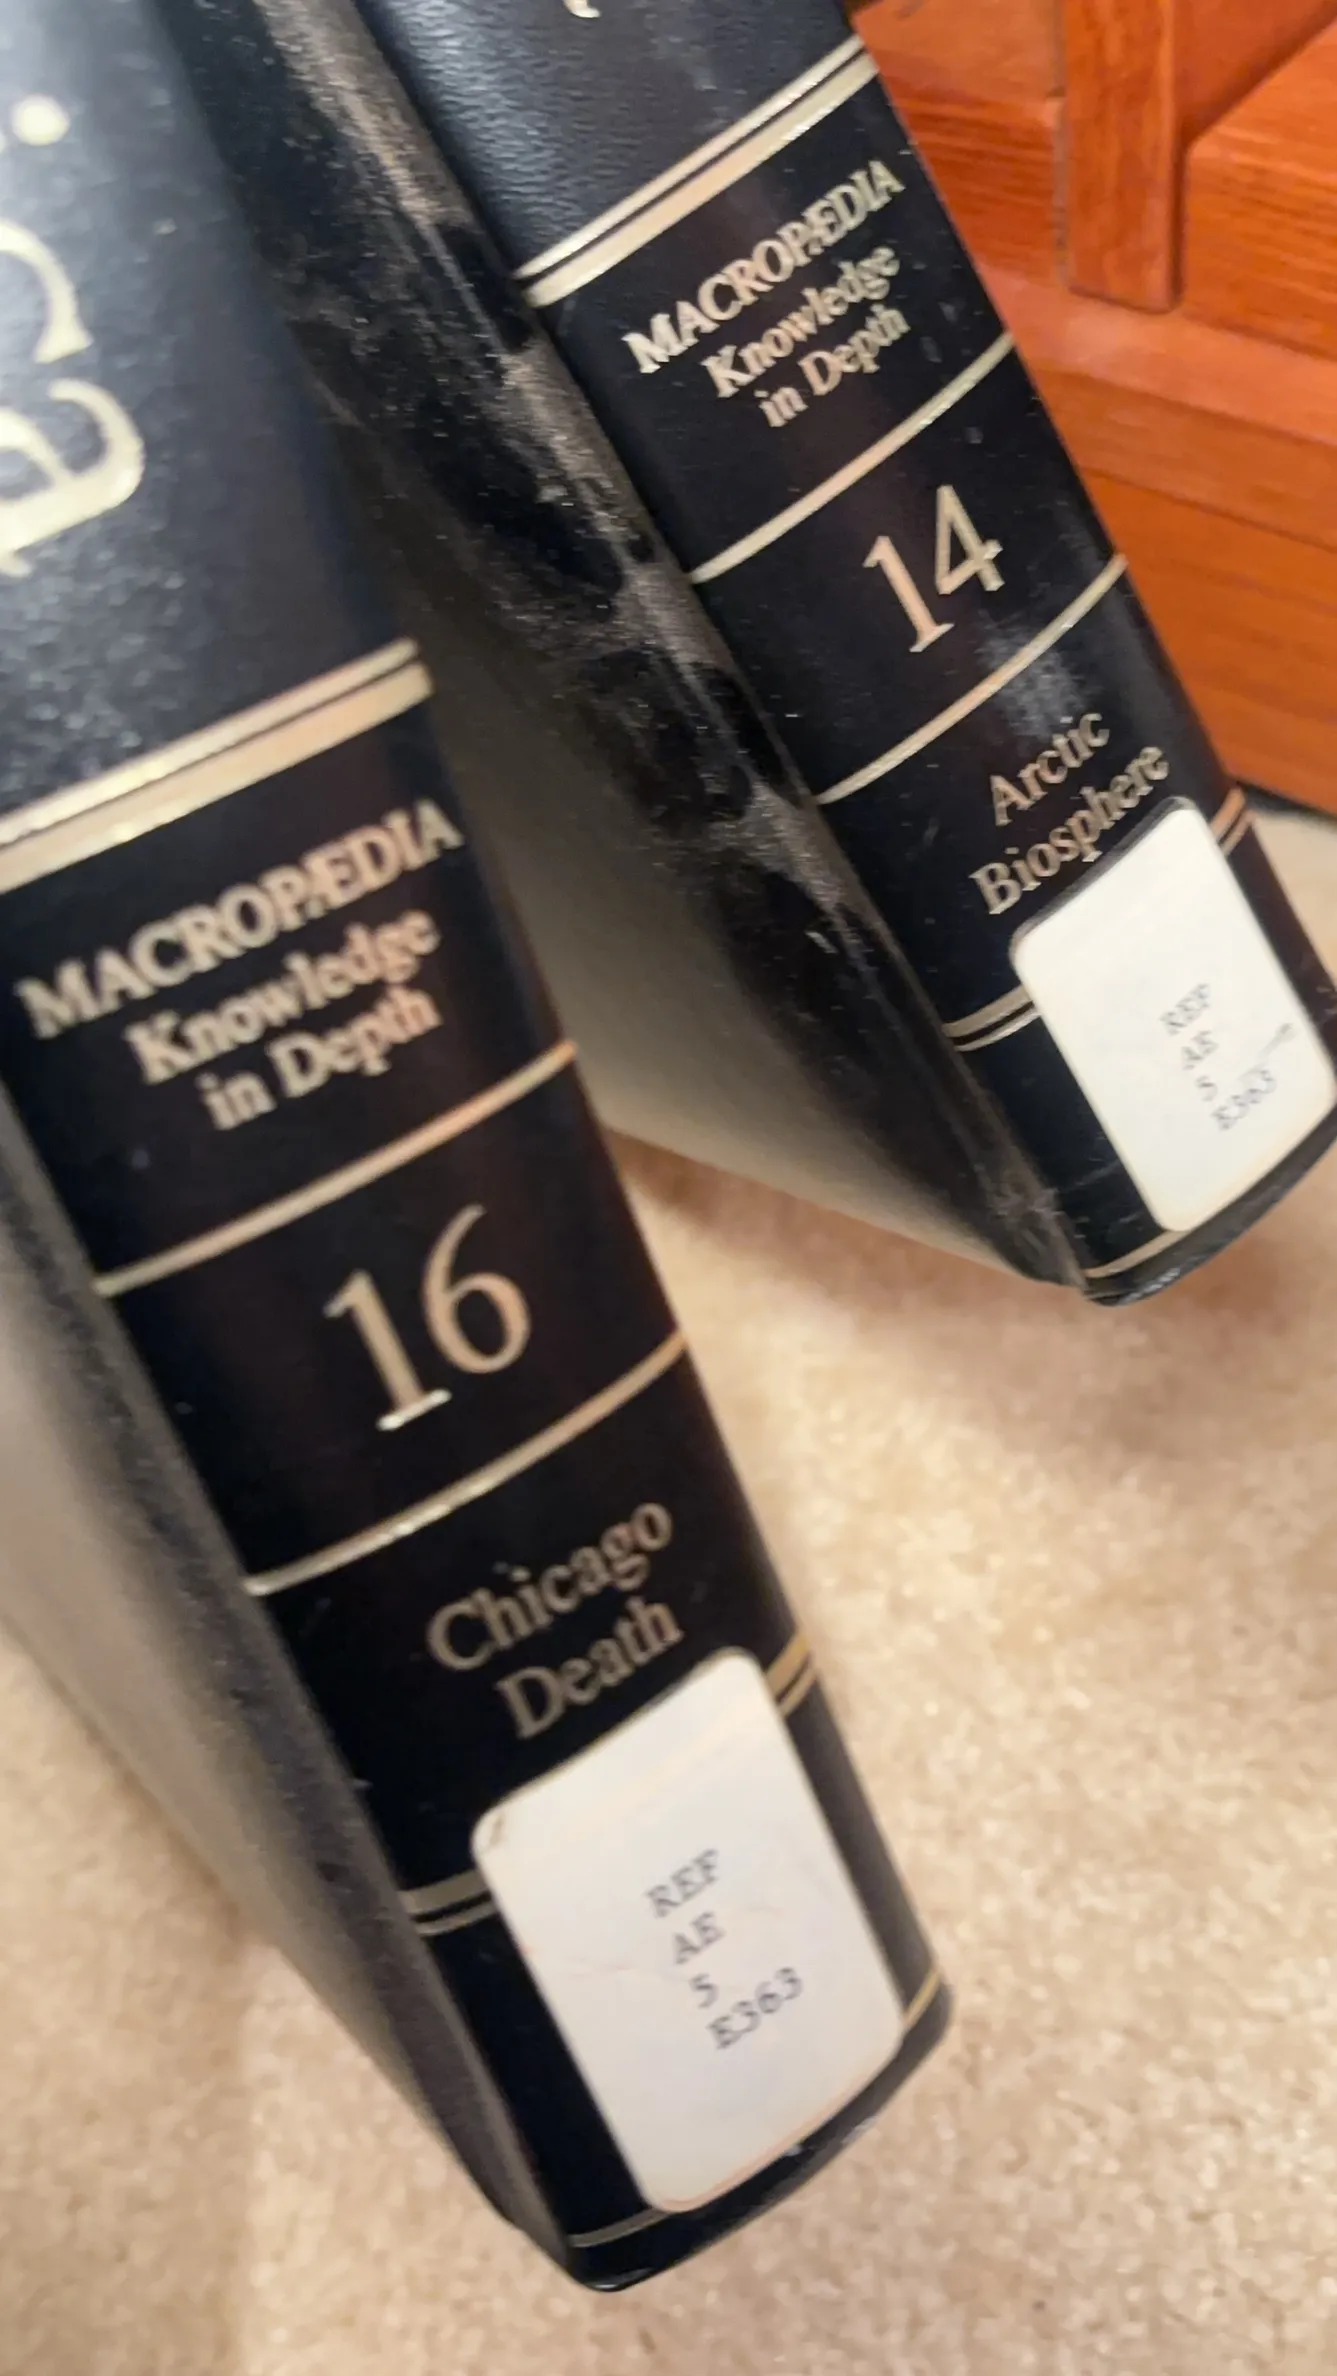 MACROPÆDIA
Knowledge
in Depth
16
Chicago
Death
REF
AE
5
E363
MACROPÆDIA
Knowledge
in Depth
14
Arctic
Biosphere
REF
AE
5
E363